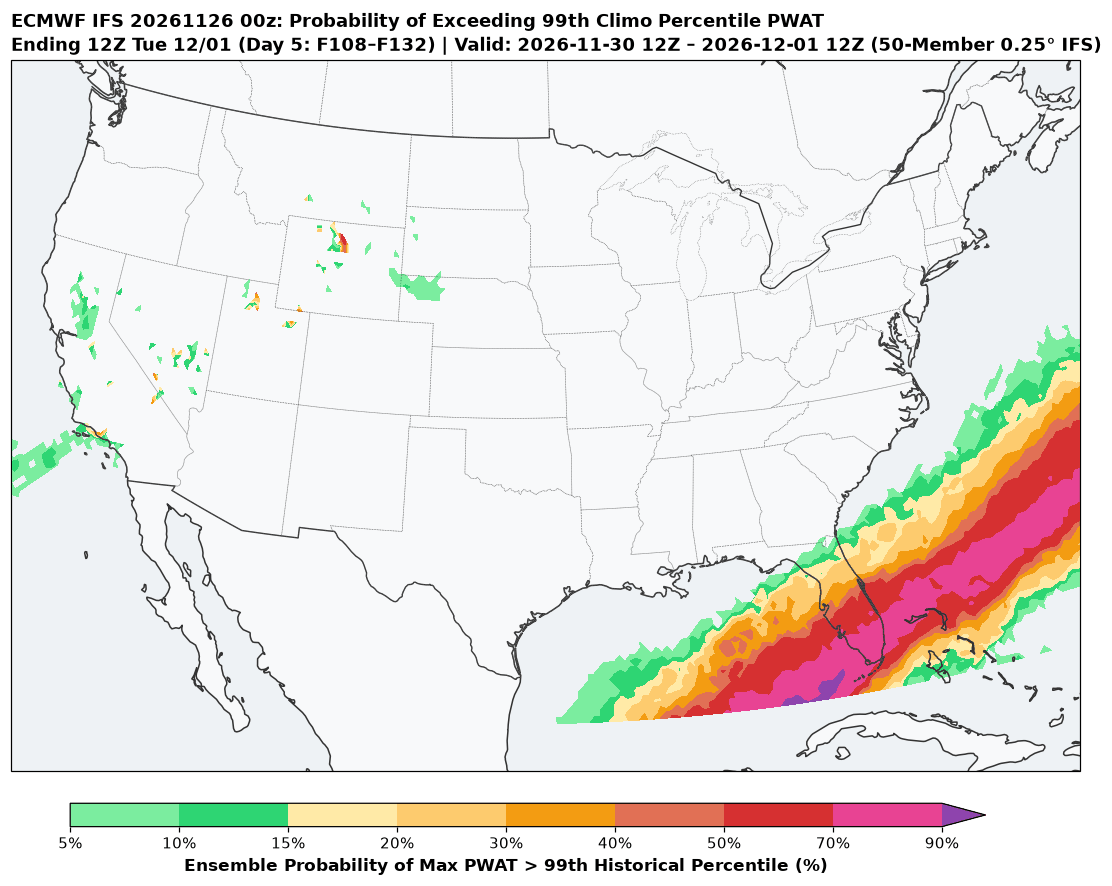 ECMWF IFS 20261126 00z: Probability of Exceeding 99th Climo Percentile PWAT
Ending 12Z Tue 12/01 (Day 5: F108–F132) | Valid: 2026-11-30 12Z – 2026-12-01 12Z (50-Member 0.25° IFS)
5% 10% 15% 20% 30% 40% 50% 70% 90%
Ensemble Probability of Max PWAT > 99th Historical Percentile (%)